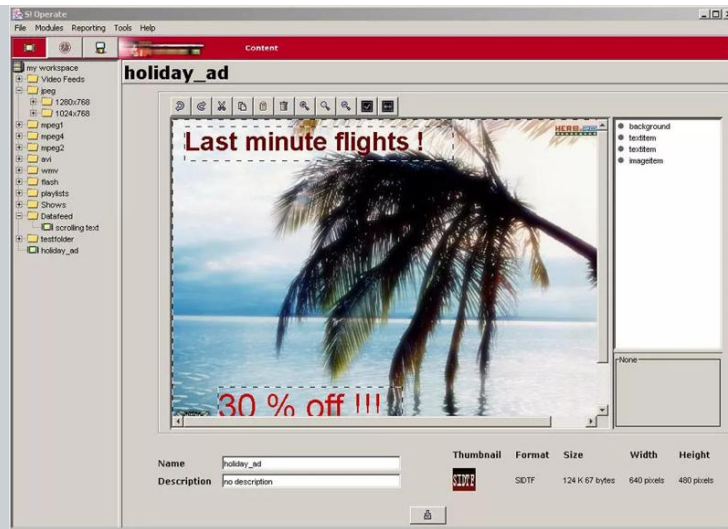 SI Operate
File Modules Reporting Tools Help
Content
my workspace
Video Feeds
jpeg
1280x768
1024x768
mpeg1
mpeg4
mpeg2
avi
wmv
flash
playlists
Shows
Datafeed
scrolling text
testfolder
holiday_ad
holiday_ad
Last minute flights !
30 % off !!!
background
textitem
textitem
imageitem
None
Name holiday_ad
Description no description
Thumbnail Format Size Width Height
SIDTF SIDTF 124 K 67 bytes 640 pixels 480 pixels